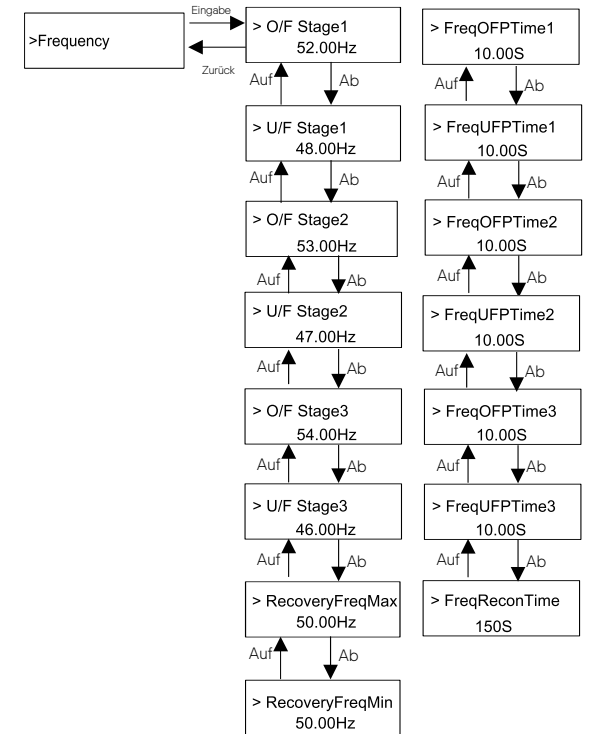 >Frequency
Eingabe
Zurück
> O/F Stage1
52.00Hz
Auf
Ab
> U/F Stage1
48.00Hz
Auf
Ab
> O/F Stage2
53.00Hz
Auf
Ab
> U/F Stage2
47.00Hz
Auf
Ab
> O/F Stage3
54.00Hz
Auf
Ab
> U/F Stage3
46.00Hz
Auf
Ab
> RecoveryFreqMax
50.00Hz
Auf
Ab
> RecoveryFreqMin
50.00Hz
> FreqOFPTime1
10.00S
Auf
Ab
> FreqUFPTime1
10.00S
Auf
Ab
> FreqOFPTime2
10.00S
Auf
Ab
> FreqUFPTime2
10.00S
Auf
Ab
> FreqOFPTime3
10.00S
Auf
Ab
> FreqUFPTime3
10.00S
Auf
Ab
> FreqReconTime
150S